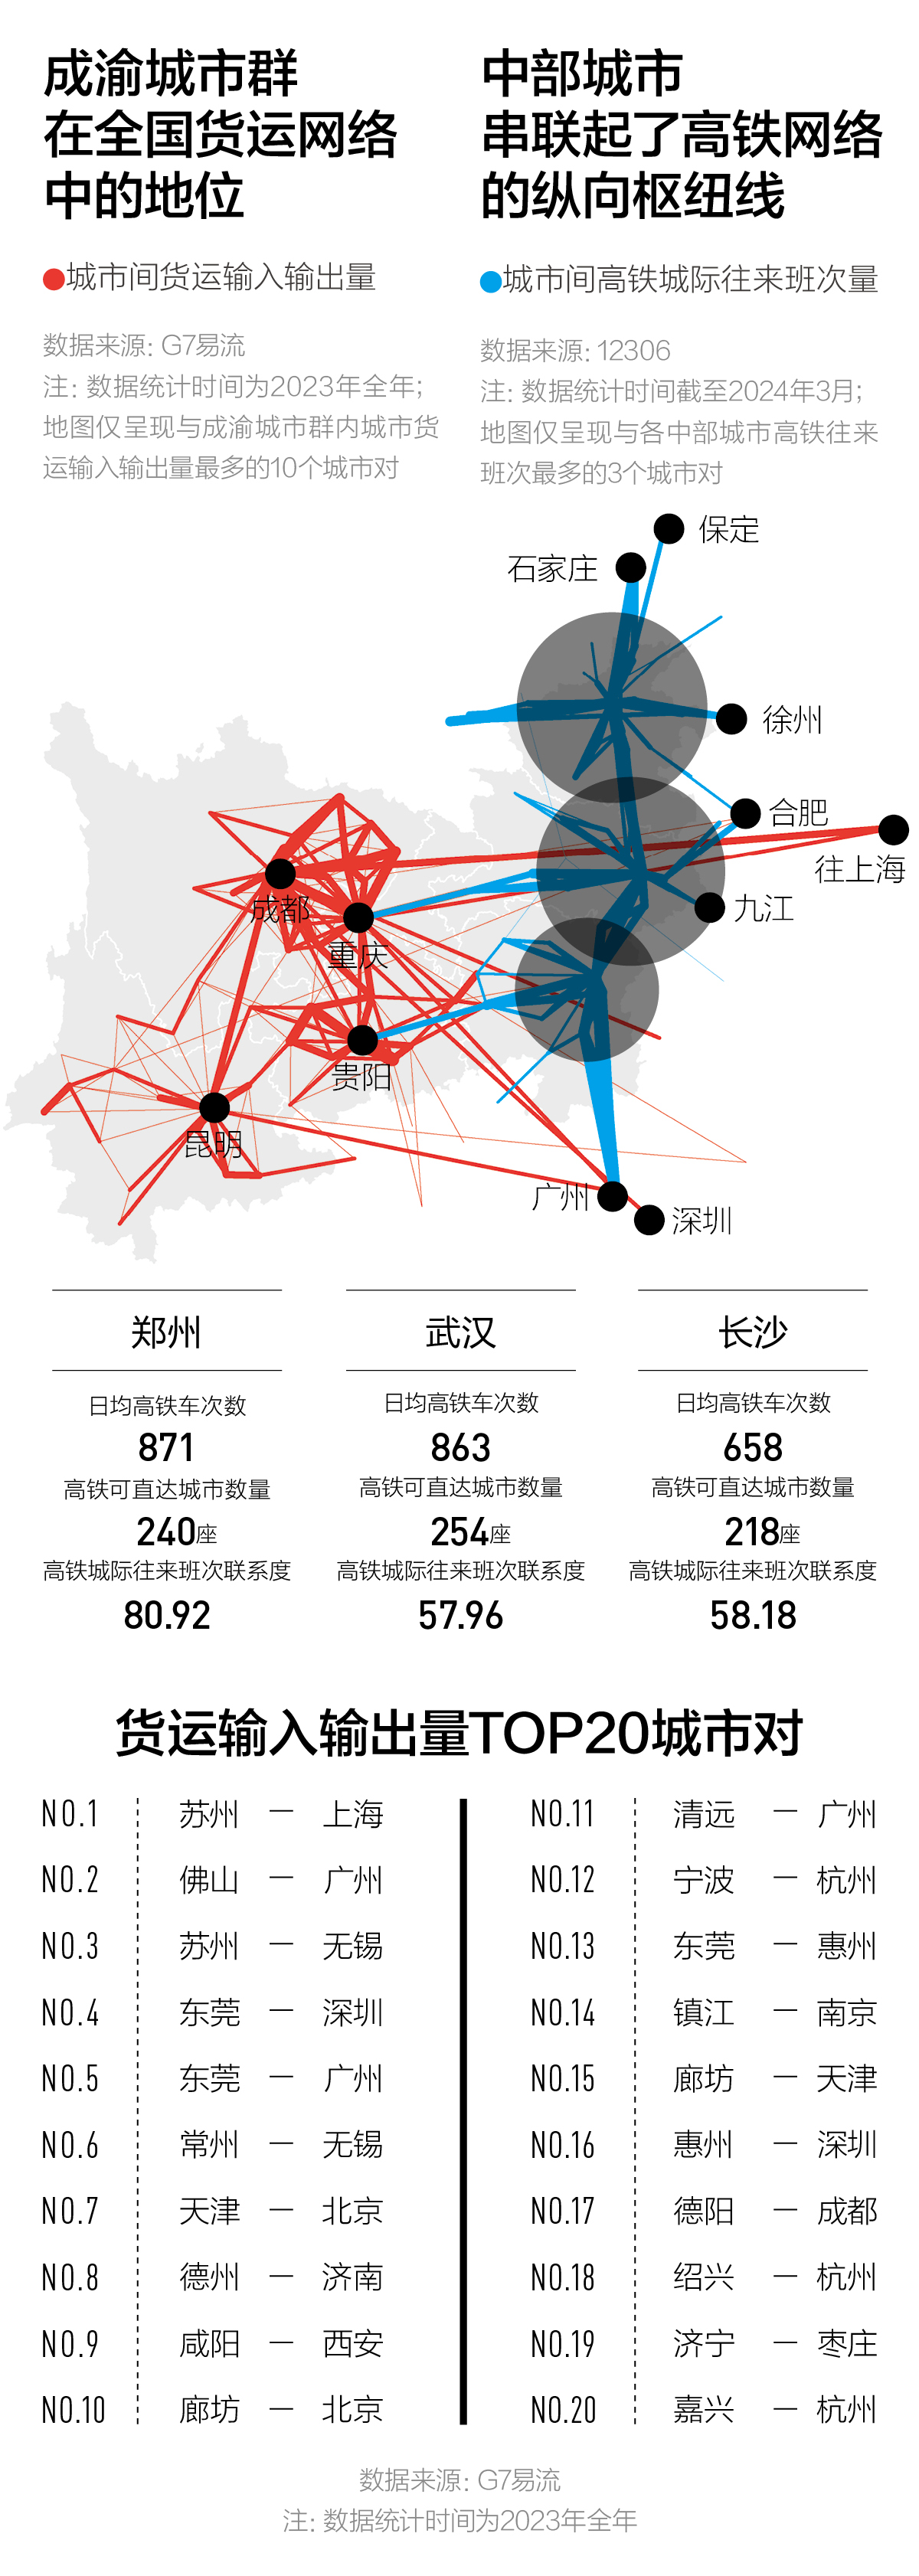 成渝城市群
在全国货运网络
中的地位
●城市间货运输入输出量
数据来源: G7易流
注: 数据统计时间为2023年全年;
地图仅呈现与成渝城市群内城市货
运输入输出量最多的10个城市对
中部城市
串联起了高铁网络
的纵向枢纽线
●城市间高铁城际往来班次量
数据来源: 12306
注: 数据统计时间截至2024年3月;
地图仅呈现与各中部城市高铁往来
班次最多的3个城市对
保定
石家庄
徐州
合肥
往上海
成都
九江
重庆
贵阳
昆明
广州
深圳
郑州
日均高铁车次数
871
高铁可直达城市数量
240座
高铁城际往来班次联系度
80.92
武汉
日均高铁车次数
863
高铁可直达城市数量
254座
高铁城际往来班次联系度
57.96
长沙
日均高铁车次数
658
高铁可直达城市数量
218座
高铁城际往来班次联系度
58.18
货运输入输出量TOP20城市对
NO.1 苏州 — 上海
NO.2 佛山 — 广州
NO.3 苏州 — 无锡
NO.4 东莞 — 深圳
NO.5 东莞 — 广州
NO.6 常州 — 无锡
NO.7 天津 — 北京
NO.8 德州 — 济南
NO.9 咸阳 — 西安
NO.10 廊坊 — 北京
NO.11 清远 — 广州
NO.12 宁波 — 杭州
NO.13 东莞 — 惠州
NO.14 镇江 — 南京
NO.15 廊坊 — 天津
NO.16 惠州 — 深圳
NO.17 德阳 — 成都
NO.18 绍兴 — 杭州
NO.19 济宁 — 枣庄
NO.20 嘉兴 — 杭州
数据来源: G7易流
注: 数据统计时间为2023年全年